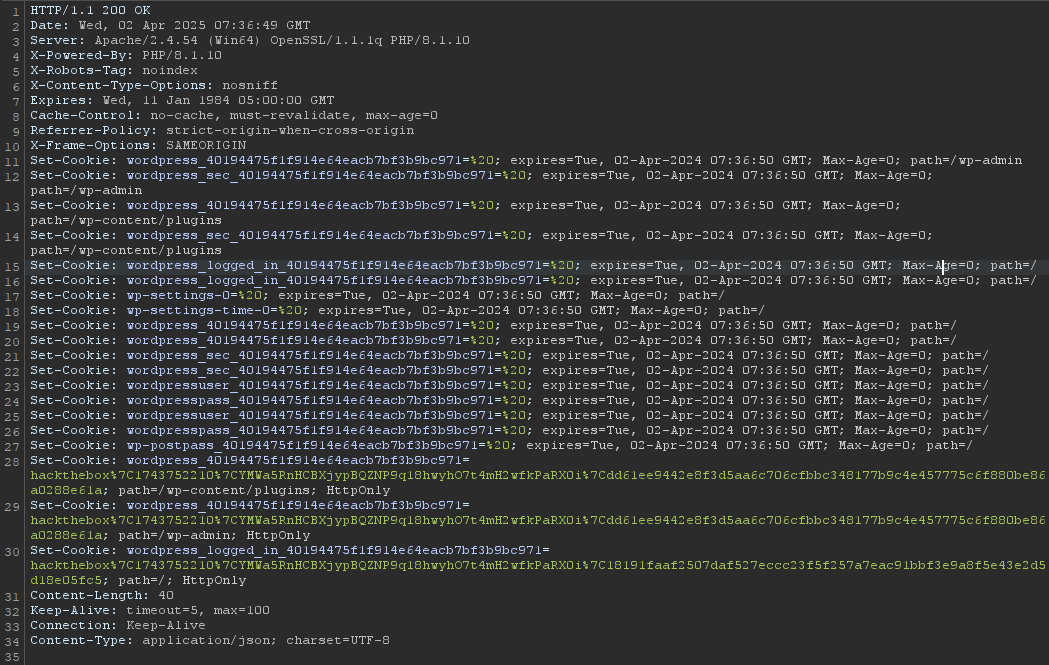 1 HTTP/1.1 200 OK
2 Date: Wed, 02 Apr 2025 07:36:49 GMT
3 Server: Apache/2.4.54 (Win64) OpenSSL/1.1.1q PHP/8.1.10
4 X-Powered-By: PHP/8.1.10
5 X-Robots-Tag: noindex
6 X-Content-Type-Options: nosniff
7 Expires: Wed, 11 Jan 1984 05:00:00 GMT
8 Cache-Control: no-cache, must-revalidate, max-age=0
9 Referrer-Policy: strict-origin-when-cross-origin
10 X-Frame-Options: SAMEORIGIN
11 Set-Cookie: wordpress_40194475f1f914e64eacb7bf3b9bc971=%20; expires=Tue, 02-Apr-2024 07:36:50 GMT; Max-Age=0; path=/wp-admin
12 Set-Cookie: wordpress_sec_40194475f1f914e64eacb7bf3b9bc971=%20; expires=Tue, 02-Apr-2024 07:36:50 GMT; Max-Age=0;
path=/wp-admin
13 Set-Cookie: wordpress_40194475f1f914e64eacb7bf3b9bc971=%20; expires=Tue, 02-Apr-2024 07:36:50 GMT; Max-Age=0;
path=/wp-content/plugins
14 Set-Cookie: wordpress_sec_40194475f1f914e64eacb7bf3b9bc971=%20; expires=Tue, 02-Apr-2024 07:36:50 GMT; Max-Age=0;
path=/wp-content/plugins
15 Set-Cookie: wordpress_logged_in_40194475f1f914e64eacb7bf3b9bc971=%20; expires=Tue, 02-Apr-2024 07:36:50 GMT; Max-Age=0; path=/
16 Set-Cookie: wordpress_logged_in_40194475f1f914e64eacb7bf3b9bc971=%20; expires=Tue, 02-Apr-2024 07:36:50 GMT; Max-Age=0; path=/
17 Set-Cookie: wp-settings-0=%20; expires=Tue, 02-Apr-2024 07:36:50 GMT; Max-Age=0; path=/
18 Set-Cookie: wp-settings-time-0=%20; expires=Tue, 02-Apr-2024 07:36:50 GMT; Max-Age=0; path=/
19 Set-Cookie: wordpress_40194475f1f914e64eacb7bf3b9bc971=%20; expires=Tue, 02-Apr-2024 07:36:50 GMT; Max-Age=0; path=/
20 Set-Cookie: wordpress_40194475f1f914e64eacb7bf3b9bc971=%20; expires=Tue, 02-Apr-2024 07:36:50 GMT; Max-Age=0; path=/
21 Set-Cookie: wordpress_sec_40194475f1f914e64eacb7bf3b9bc971=%20; expires=Tue, 02-Apr-2024 07:36:50 GMT; Max-Age=0; path=/
22 Set-Cookie: wordpress_sec_40194475f1f914e64eacb7bf3b9bc971=%20; expires=Tue, 02-Apr-2024 07:36:50 GMT; Max-Age=0; path=/
23 Set-Cookie: wordpressuser_40194475f1f914e64eacb7bf3b9bc971=%20; expires=Tue, 02-Apr-2024 07:36:50 GMT; Max-Age=0; path=/
24 Set-Cookie: wordpresspass_40194475f1f914e64eacb7bf3b9bc971=%20; expires=Tue, 02-Apr-2024 07:36:50 GMT; Max-Age=0; path=/
25 Set-Cookie: wordpressuser_40194475f1f914e64eacb7bf3b9bc971=%20; expires=Tue, 02-Apr-2024 07:36:50 GMT; Max-Age=0; path=/
26 Set-Cookie: wordpresspass_40194475f1f914e64eacb7bf3b9bc971=%20; expires=Tue, 02-Apr-2024 07:36:50 GMT; Max-Age=0; path=/
27 Set-Cookie: wp-postpass_40194475f1f914e64eacb7bf3b9bc971=%20; expires=Tue, 02-Apr-2024 07:36:50 GMT; Max-Age=0; path=/
28 Set-Cookie: wordpress_40194475f1f914e64eacb7bf3b9bc971=
hackthebox%7C1743752210%7CYMWa5RnHCBXjypBQZNP9q18hwyhO7t4mH2wfkPaRX0i%7Cdd61ee9442e8f3d5aa6c706cfbbc348177b9c4e457775c6f880be86
a0288e61a; path=/wp-content/plugins; HttpOnly
29 Set-Cookie: wordpress_40194475f1f914e64eacb7bf3b9bc971=
hackthebox%7C1743752210%7CYMWa5RnHCBXjypBQZNP9q18hwyhO7t4mH2wfkPaRX0i%7Cdd61ee9442e8f3d5aa6c706cfbbc348177b9c4e457775c6f880be86
a0288e61a; path=/wp-admin; HttpOnly
30 Set-Cookie: wordpress_logged_in_40194475f1f914e64eacb7bf3b9bc971=
hackthebox%7C1743752210%7CYMWa5RnHCBXjypBQZNP9q18hwyhO7t4mH2wfkPaRX0i%7C18191faaf2507daf527eccc23f5f257a7eac91bbf3e9a8f5e43e2d5
d18e05fc5; path=/; HttpOnly
31 Content-Length: 40
32 Keep-Alive: timeout=5, max=100
33 Connection: Keep-Alive
34 Content-Type: application/json; charset=UTF-8
35